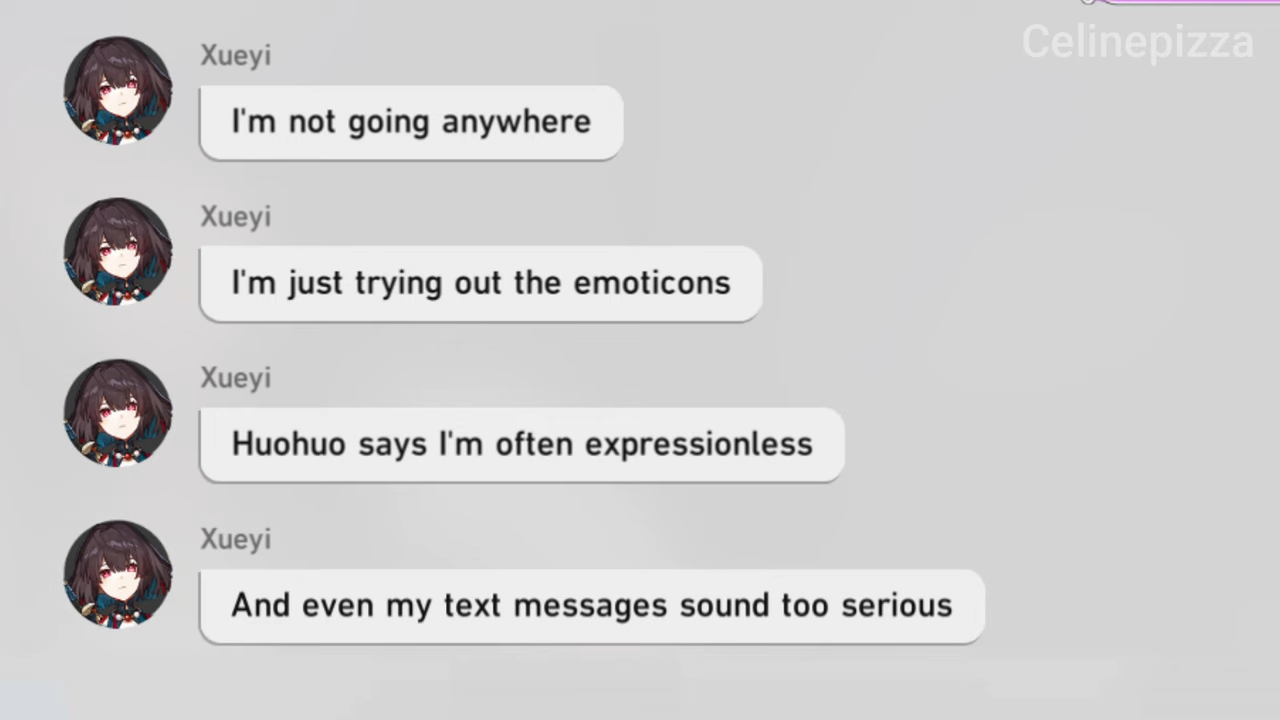 Celinepizza
Xueyi
I'm not going anywhere
Xueyi
I'm just trying out the emoticons
Xueyi
Huohuo says I'm often expressionless
Xueyi
And even my text messages sound too serious